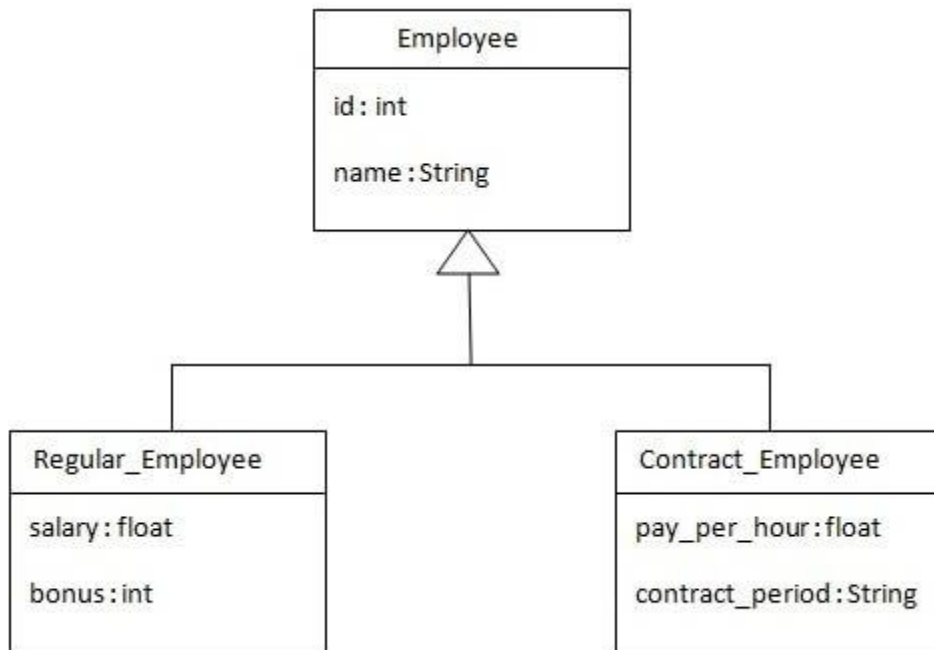 Employee
id: int
name:String
Regular_Employee
salary:float
bonus:int
Contract_Employee
pay_per_hour:float
contract_period:String